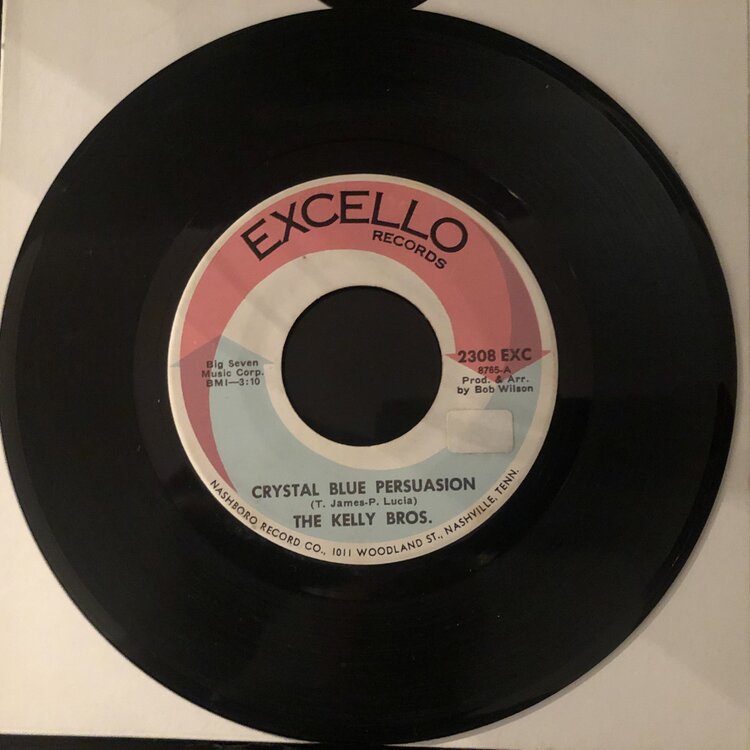 EXCELLO
RECORDS
Big Seven
Music Corp.
BMI—3:10
2308 EXC
8765-A
Prod. & Arr.
by Bob Wilson
CRYSTAL BLUE PERSUASION
(T. James-P. Lucia)
THE KELLY BROS.
NASHBORO RECORD CO., 1011 WOODLAND ST., NASHVILLE, TENN.